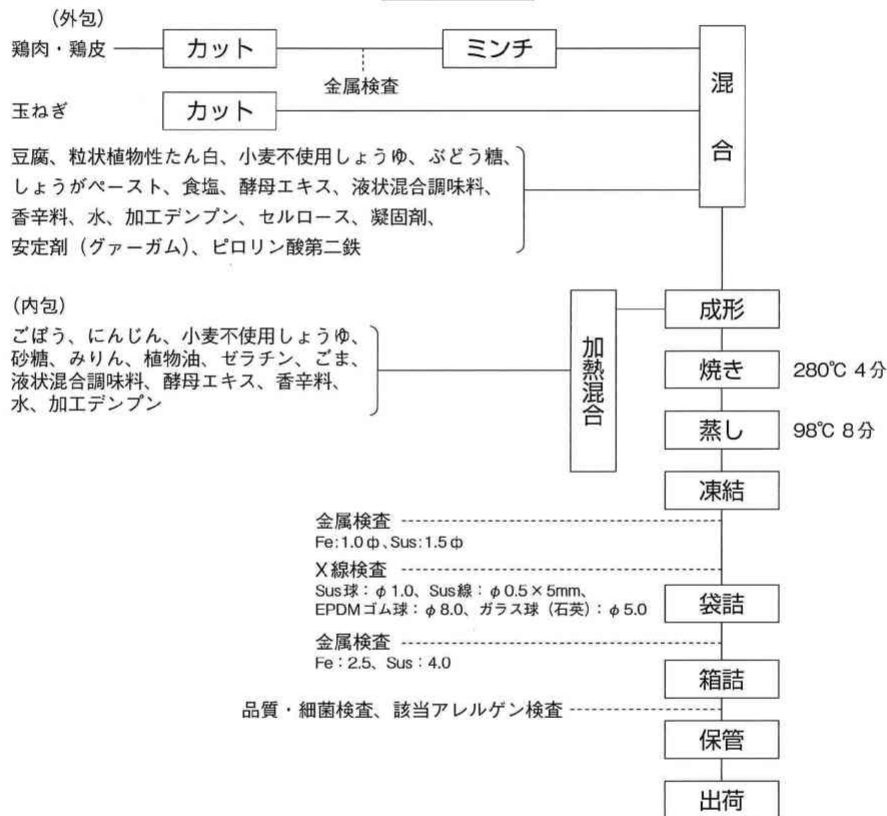 (外包)
鶏肉・鶏皮
カット
ミンチ
金属検査
混合
玉ねぎ
カット
豆腐、粒状植物性たん白、小麦不使用しょうゆ、ぶどう糖、
しょうがペースト、食塩、酵母エキス、液状混合調味料、
香辛料、水、加工デンプン、セルロース、凝固剤、
安定剤（グァーガム）、ピロリン酸第二鉄
(内包)
ごぼう、にんじん、小麦不使用しょうゆ、
砂糖、みりん、植物油、ゼラチン、ごま、
液状混合調味料、酵母エキス、香辛料、
水、加工デンプン
加熱混合
成形
焼き 280℃ 4分
蒸し 98℃ 8分
凍結
金属検査
Fe:1.0φ、Sus:1.5φ
X線検査
Sus球：φ1.0、Sus線：φ0.5×5mm、
EPDMゴム球：φ8.0、ガラス球（石英）：φ5.0
袋詰
金属検査
Fe：2.5、Sus：4.0
箱詰
品質・細菌検査、該当アレルゲン検査
保管
出荷